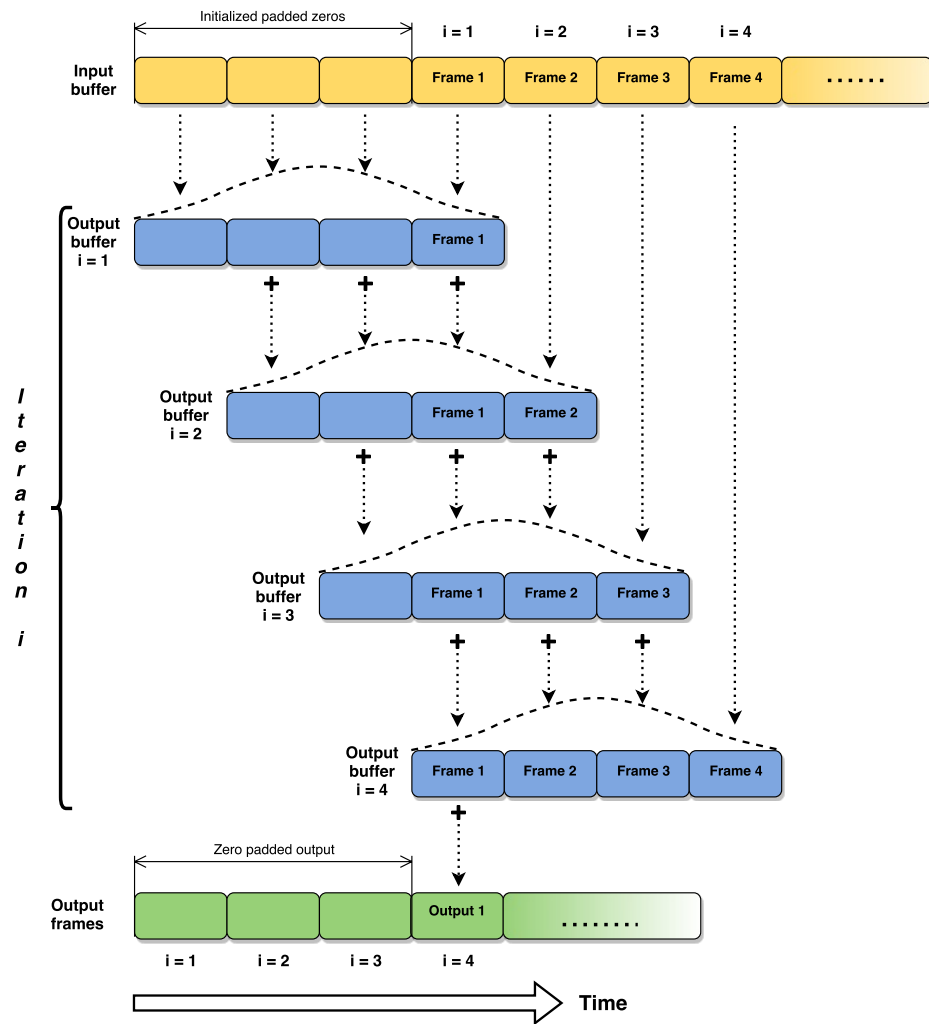 Initialized padded zeros
i = 1
i = 2
i = 3
i = 4
Input
buffer
Frame 1
Frame 2
Frame 3
Frame 4
......
Output
buffer
i = 1
Frame 1
+
+
+
Output
buffer
i = 2
Frame 1
Frame 2
+
+
+
Iteration i
Output
buffer
i = 3
Frame 1
Frame 2
Frame 3
+
+
+
Output
buffer
i = 4
Frame 1
Frame 2
Frame 3
Frame 4
+
Zero padded output
Output
frames
Output 1
........
i = 1
i = 2
i = 3
i = 4
Time